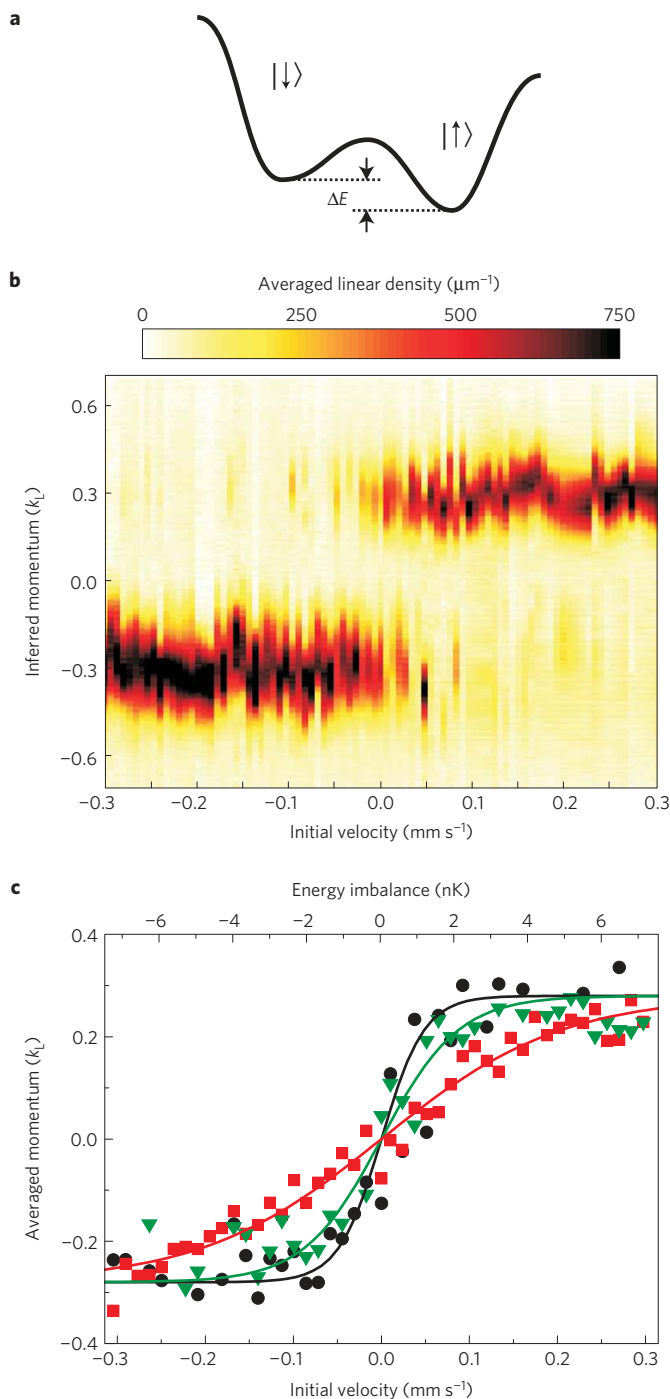 a
|↓⟩
|↑⟩
ΔE
b
Averaged linear density (μm⁻¹)
0 250 500 750
Inferred momentum (k_L)
0.6
0.3
0.0
−0.3
−0.6
−0.3 −0.2 −0.1 0.0 0.1 0.2 0.3
Initial velocity (mm s⁻¹)
c
Energy imbalance (nK)
−6 −4 −2 0 2 4 6
Averaged momentum (k_L)
0.4
0.2
0.0
−0.2
−0.4
−0.3 −0.2 −0.1 0.0 0.1 0.2 0.3
Initial velocity (mm s⁻¹)